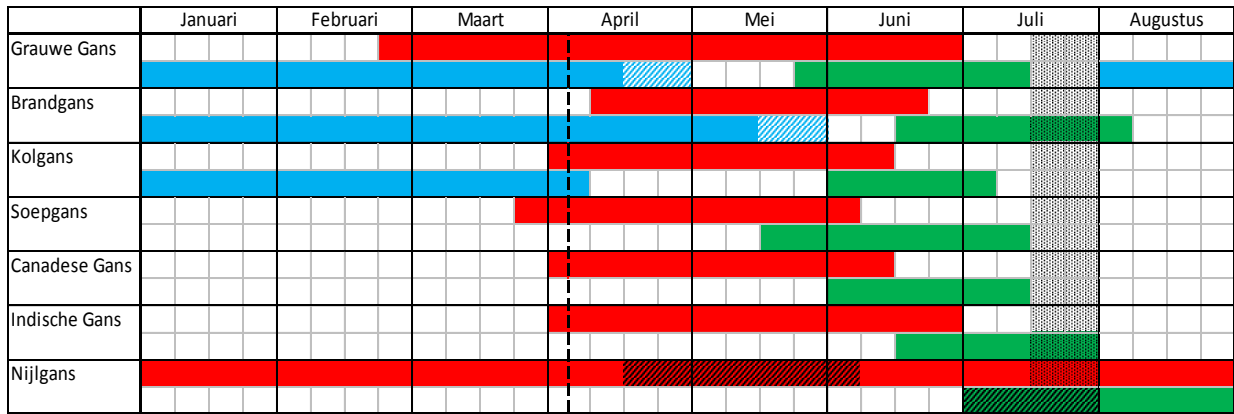 Januari Februari Maart April Mei Juni Juli Augustus
Grauwe Gans
Brandgans
Kolgans
Soepgans
Canadese Gans
Indische Gans
Nijlgans